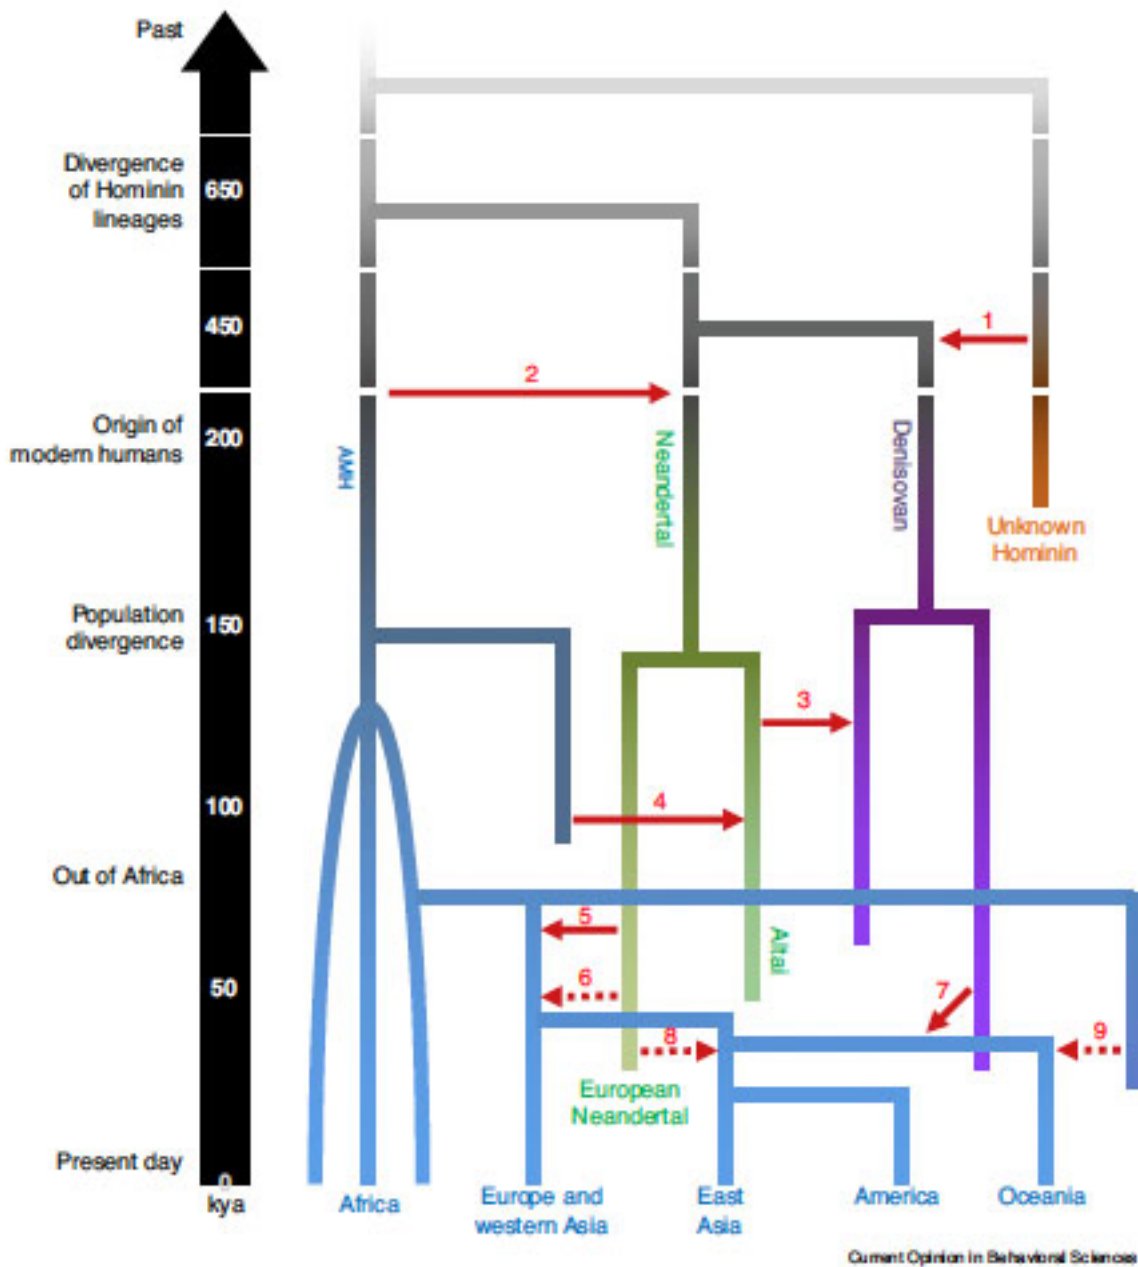 Past
Divergence
of Hominin
lineages
650
450
1
2
Origin of
modern humans
200
AMH
Neandertal
Denisovan
Unknown
Hominin
Population
divergence
150
3
100
4
Out of Africa
5
Altai
50
6
7
8
9
European
Neandertal
Present day
0
kya
Africa
Europe and
western Asia
East
Asia
America
Oceania
Current Opinion in Behavioral Sciences